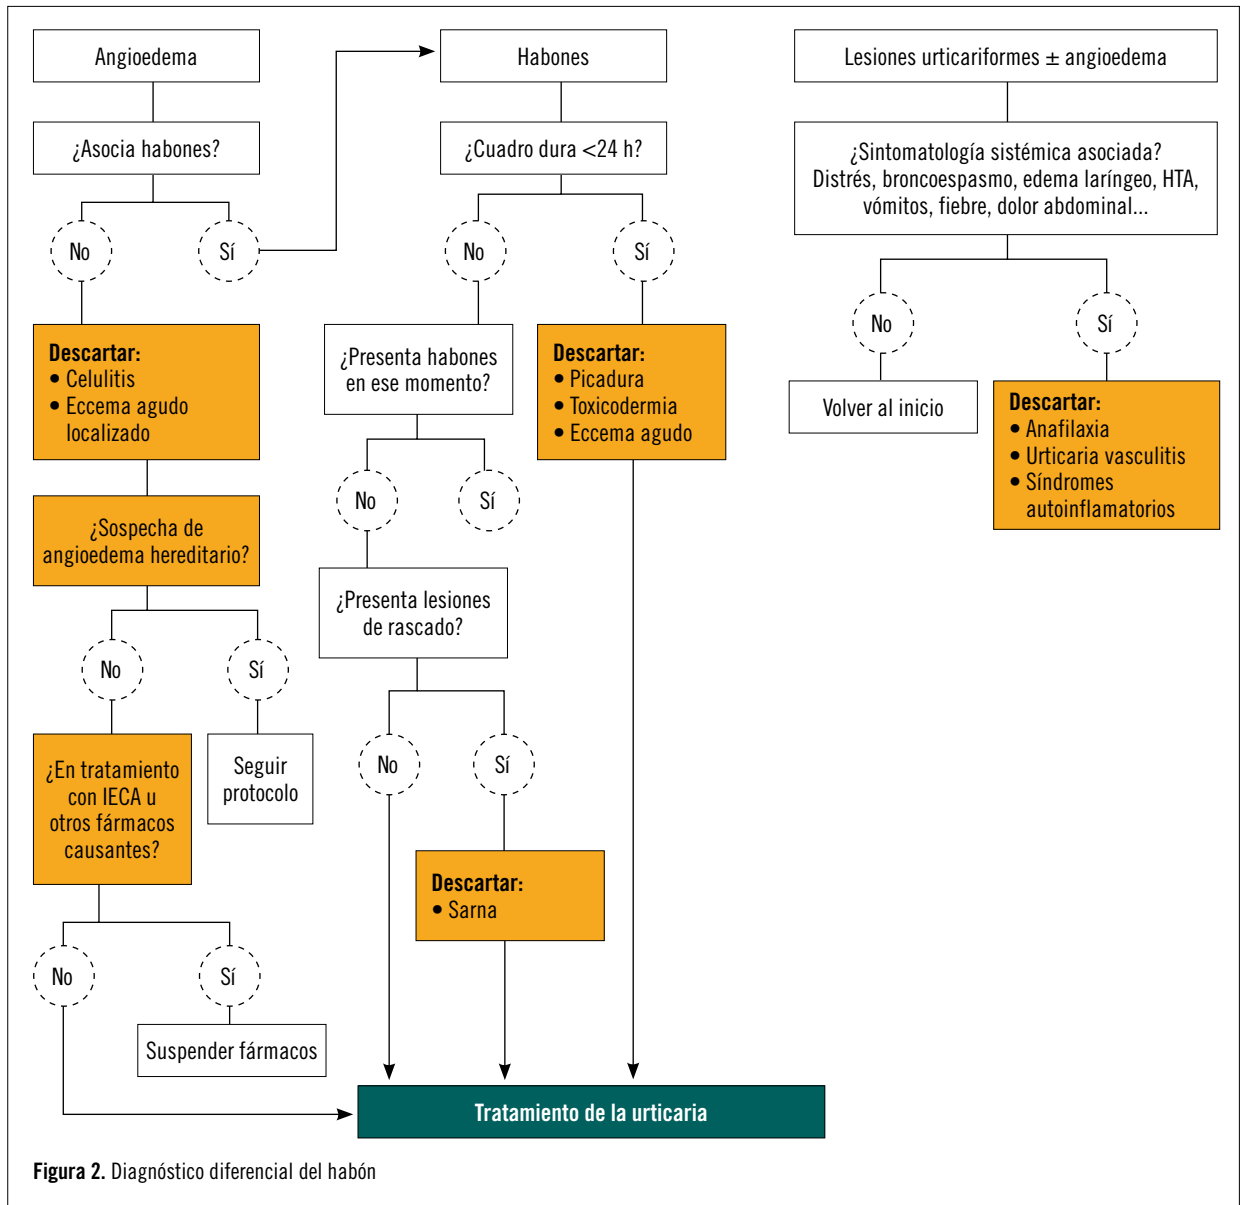 Angioedema
¿Asocia habones?
No
Sí
Descartar:
• Celulitis
• Eccema agudo
localizado
¿Sospecha de
angioedema hereditario?
No
Sí
¿En tratamiento
con IECA u
otros fármacos
causantes?
Seguir
protocolo
No
Sí
Suspender fármacos
Habones
¿Cuadro dura <24 h?
No
Sí
¿Presenta habones
en ese momento?
Descartar:
• Picadura
• Toxicodermia
• Eccema agudo
No
Sí
¿Presenta lesiones
de rascado?
No
Sí
Descartar:
• Sarna
Tratamiento de la urticaria
Lesiones urticariformes ± angioedema
¿Sintomatología sistémica asociada?
Distrés, broncoespasmo, edema laríngeo, HTA,
vómitos, fiebre, dolor abdominal...
No
Sí
Volver al inicio
Descartar:
• Anafilaxia
• Urticaria vasculitis
• Síndromes
autoinflamatorios
Figura 2. Diagnóstico diferencial del habón